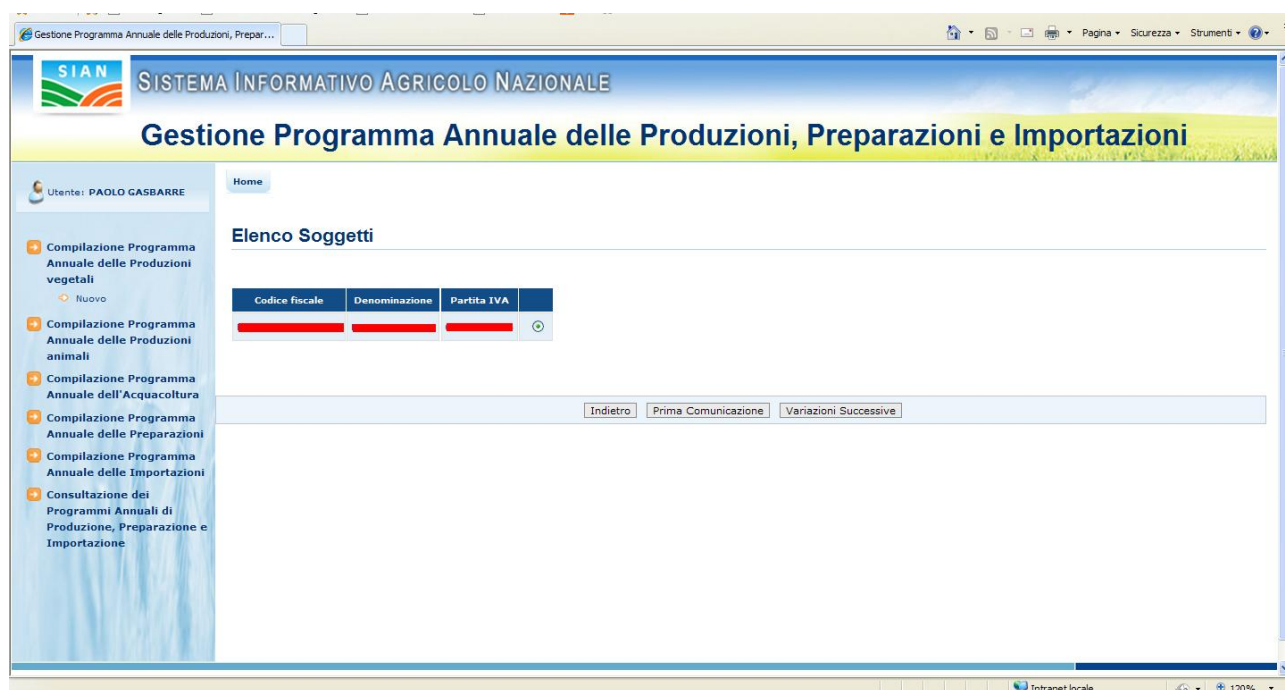 Gestione Programma Annuale delle Produzioni, Prepar...
Pagina Sicurezza Strumenti
SIAN
SISTEMA INFORMATIVO AGRICOLO NAZIONALE
Gestione Programma Annuale delle Produzioni, Preparazioni e Importazioni
Utente: PAOLO GASBARRE
Home
Elenco Soggetti
Compilazione Programma
Annuale delle Produzioni
vegetali
Nuovo
Compilazione Programma
Annuale delle Produzioni
animali
Compilazione Programma
Annuale dell'Acquacoltura
Compilazione Programma
Annuale delle Preparazioni
Compilazione Programma
Annuale delle Importazioni
Consultazione dei
Programmi Annuali di
Produzione, Preparazione e
Importazione
Codice fiscale Denominazione Partita IVA
Indietro Prima Comunicazione Variazioni Successive
Intranet locale 120%